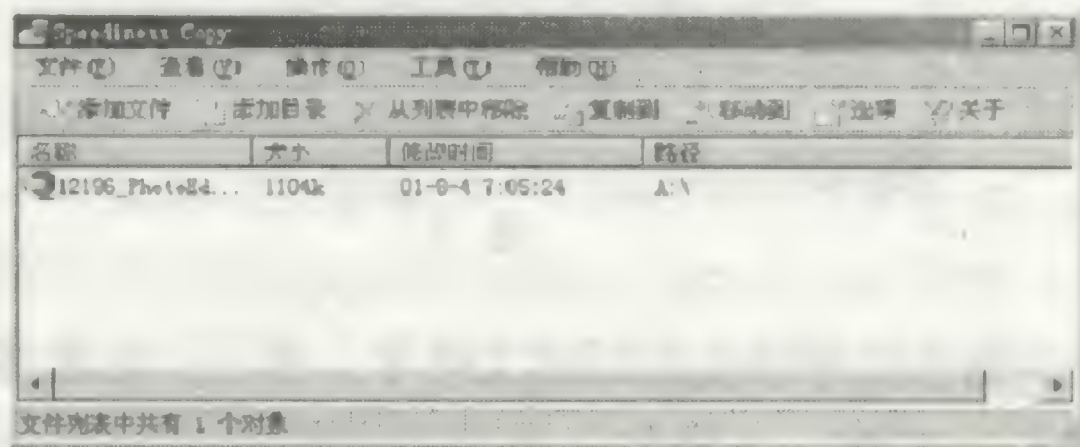 Speediness Copy
文件(F) 查看(V) 操作(O) 工具(T) 帮助(H)
添加文件 添加目录 从列表中移除 复制到 移动到 选项 关于
名称 大小 修改时间 路径
12196_PhotoEd... 1104k 01-8-4 7:05:24 A:\
文件列表中共有 1 个对象